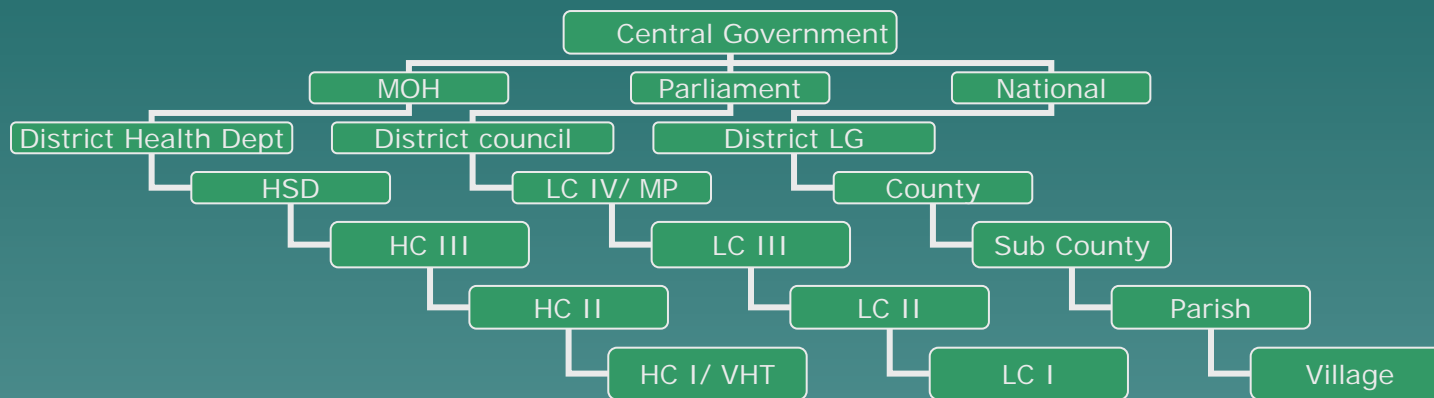 Central Government
MOH
Parliament
National
District Health Dept
District council
District LG
HSD
LC IV/ MP
County
HC III
LC III
Sub County
HC II
LC II
Parish
HC I/ VHT
LC I
Village